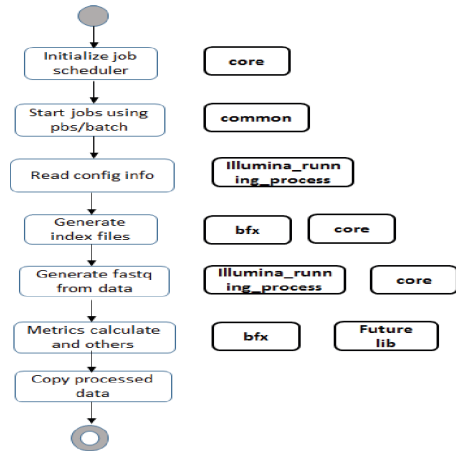 Initialize job
scheduler
core
Start jobs using
pbs/batch
common
Read config info
Illumina_runn
ing_process
Generate
index files
bfx
core
Generate fastq
from data
Illumina_runn
ing_process
core
Metrics calculate
and others
bfx
Future
lib
Copy processed
data